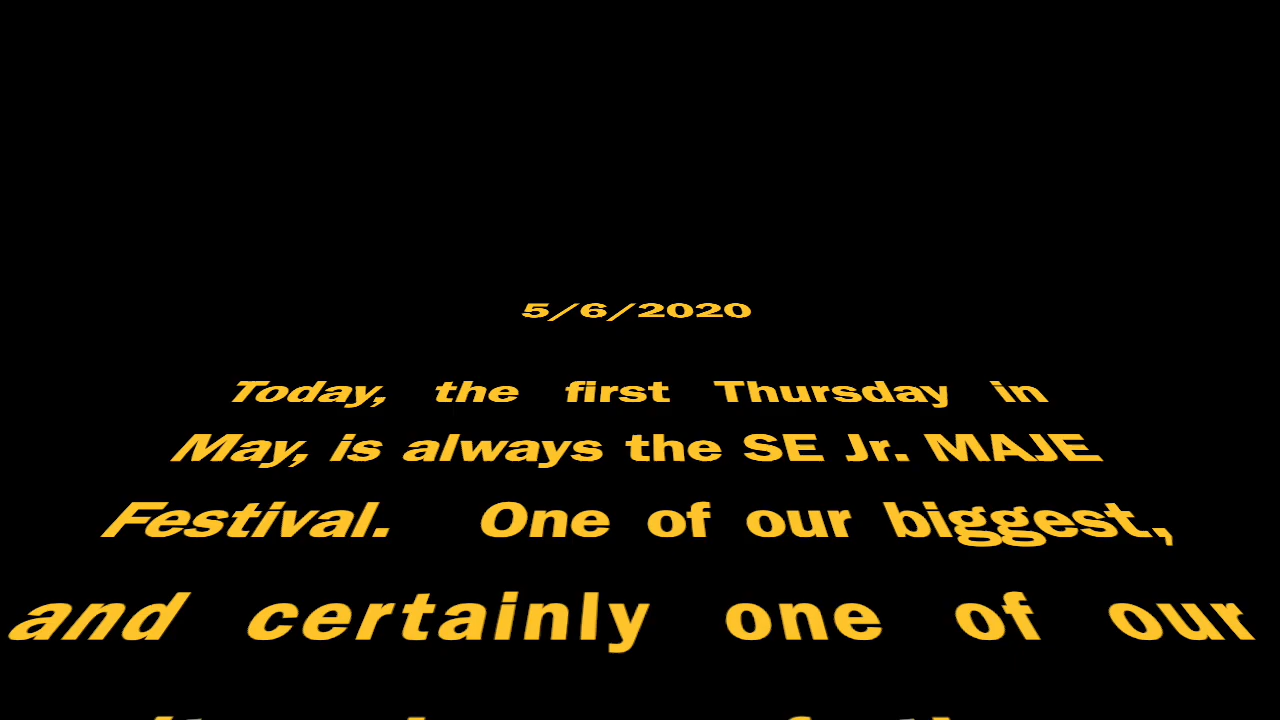 5/6/2020
Today, the first Thursday in
May, is always the SE Jr. MAJE
Festival. One of our biggest,
and certainly one of our